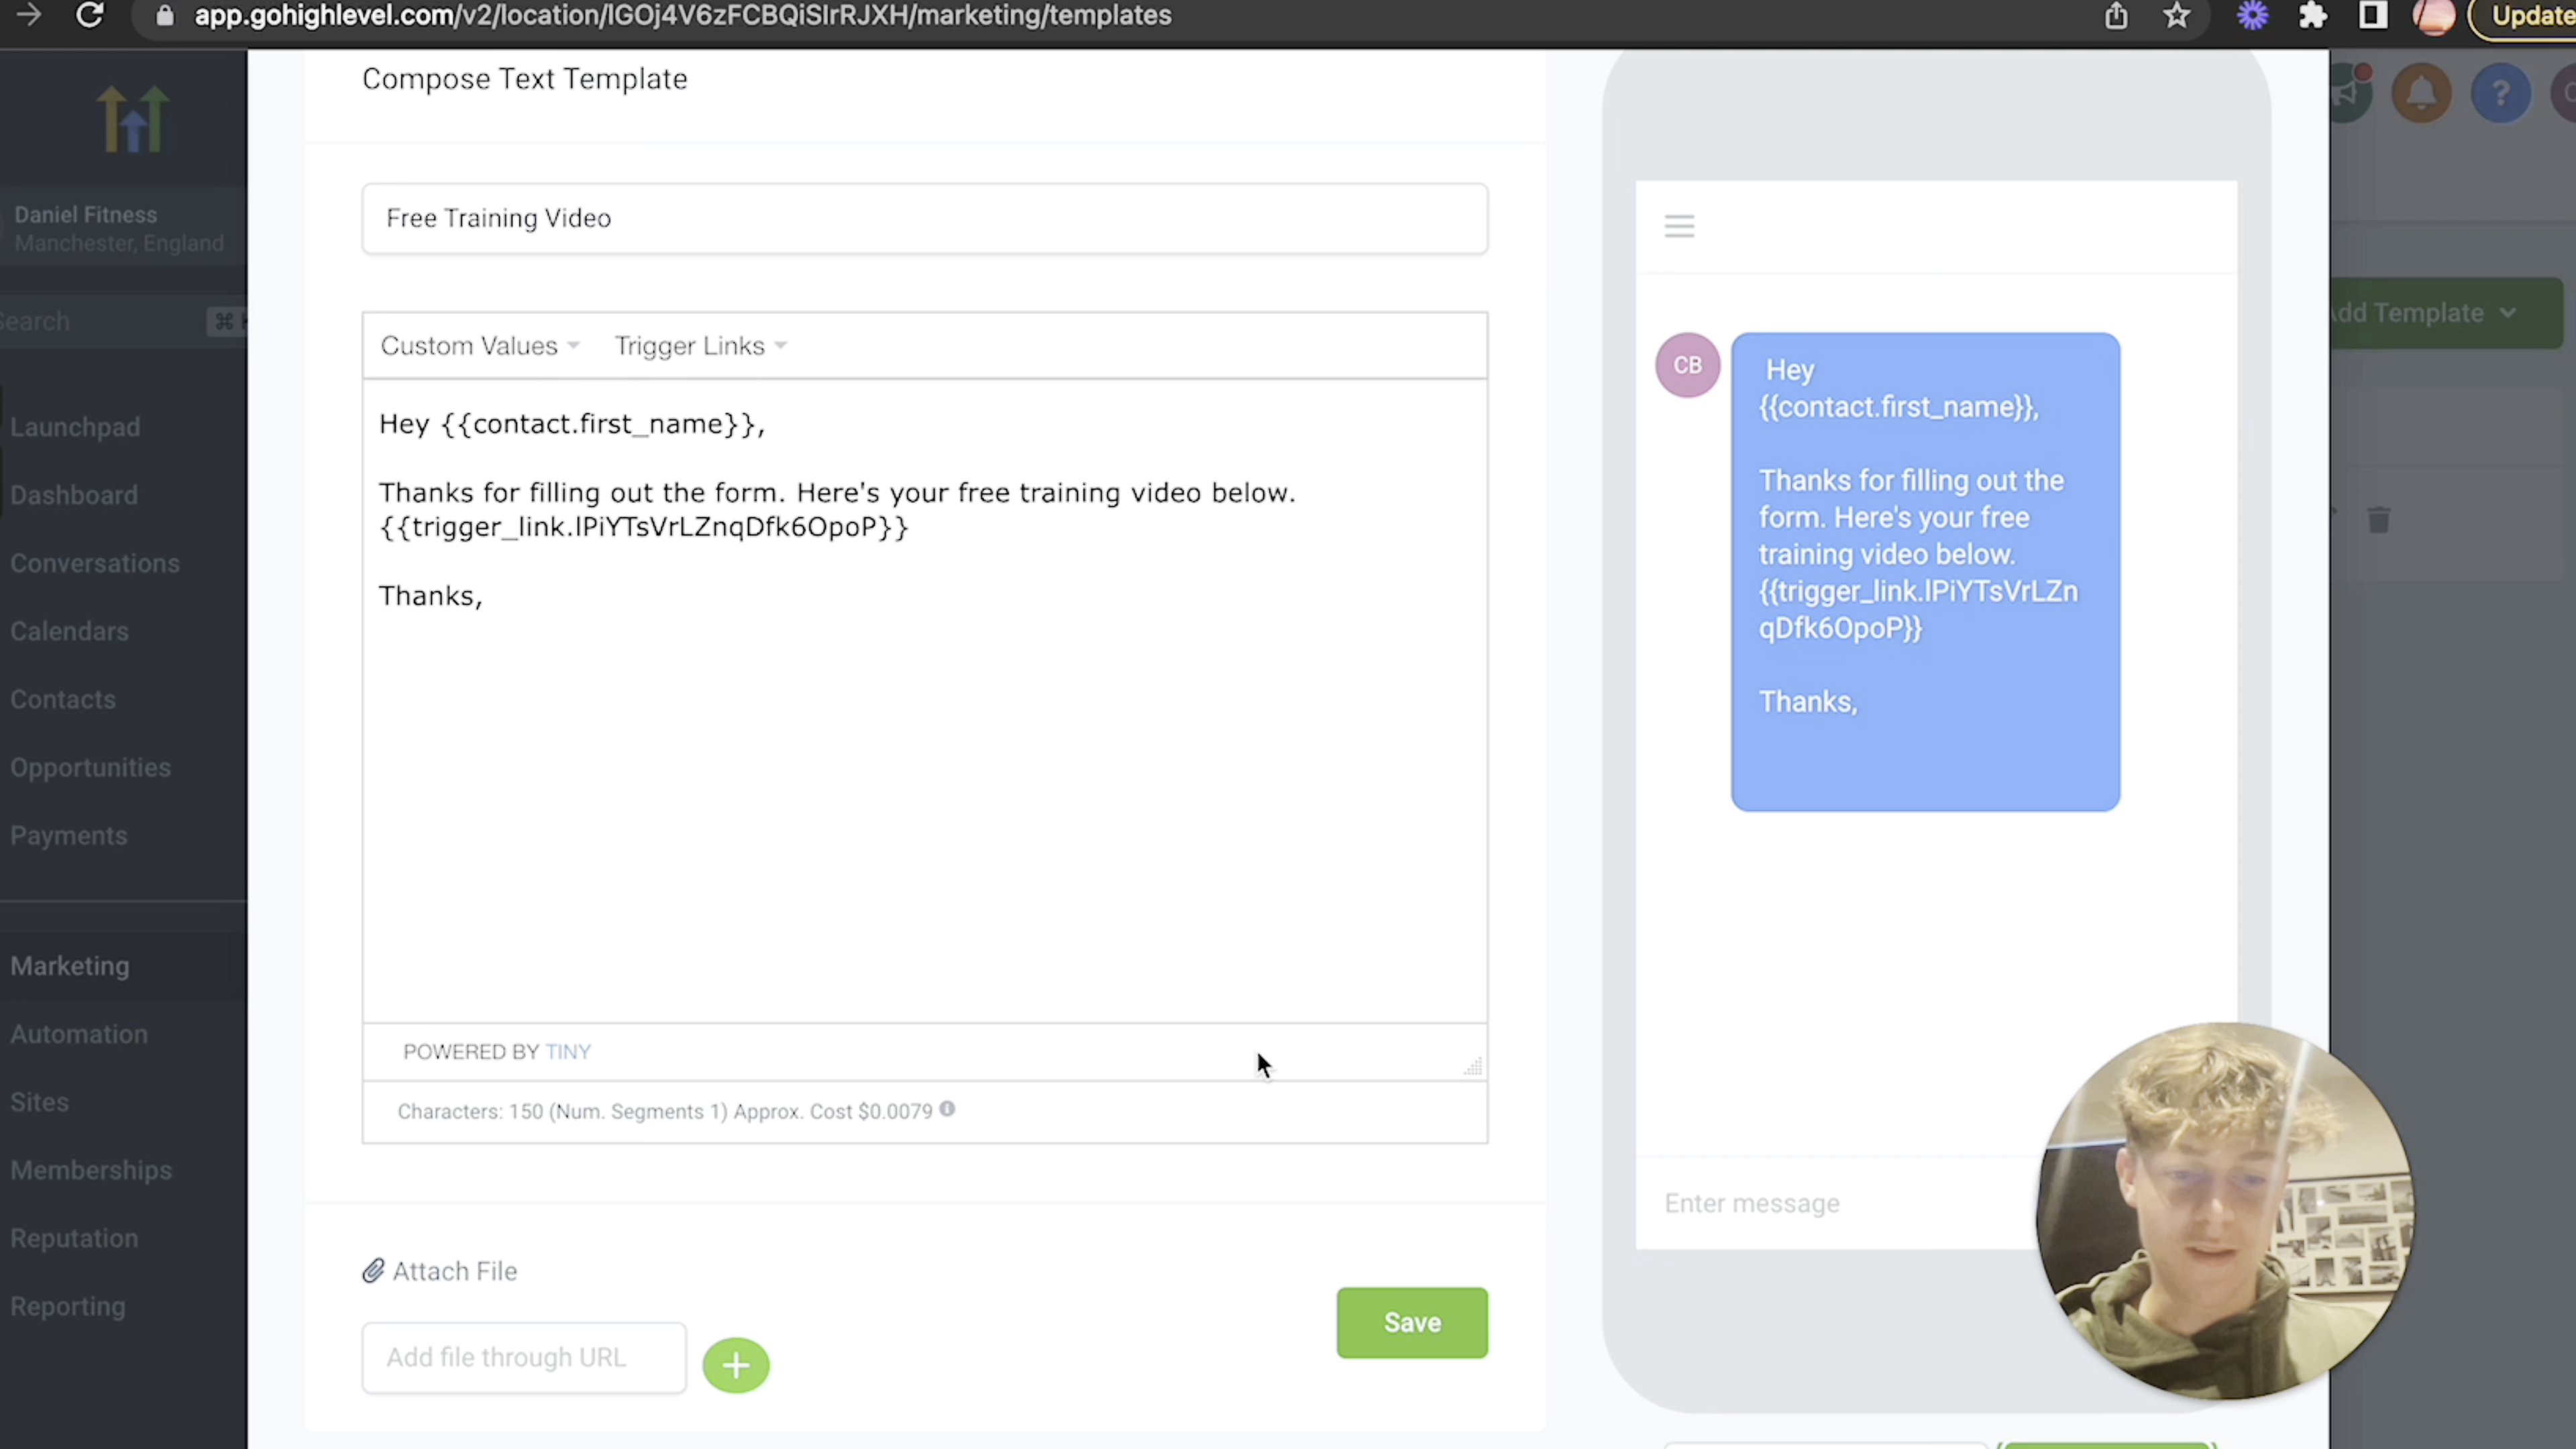 app.gohighlevel.com/v2/location/lGOj4V6zFCBQiSlrRJXH/marketing/templates
Update
Compose Text Template
Daniel Fitness
Manchester, England
Search
⌘
Launchpad
Dashboard
Conversations
Calendars
Contacts
Opportunities
Payments
Marketing
Automation
Sites
Memberships
Reputation
Reporting
Free Training Video
Custom Values
Trigger Links
Hey {{contact.first_name}},
Thanks for filling out the form. Here's your free training video below.
{{trigger_link.lPiYTsVrLZnqDfk6OpoP}}
Thanks,
POWERED BY TINY
Characters: 150 (Num. Segments 1) Approx. Cost $0.0079
Attach File
Add file through URL
+
Save
CB
Hey
{{contact.first_name}},
Thanks for filling out the
form. Here's your free
training video below.
{{trigger_link.lPiYTsVrLZn
qDfk6OpoP}}
Thanks,
Enter message
?
Add Template